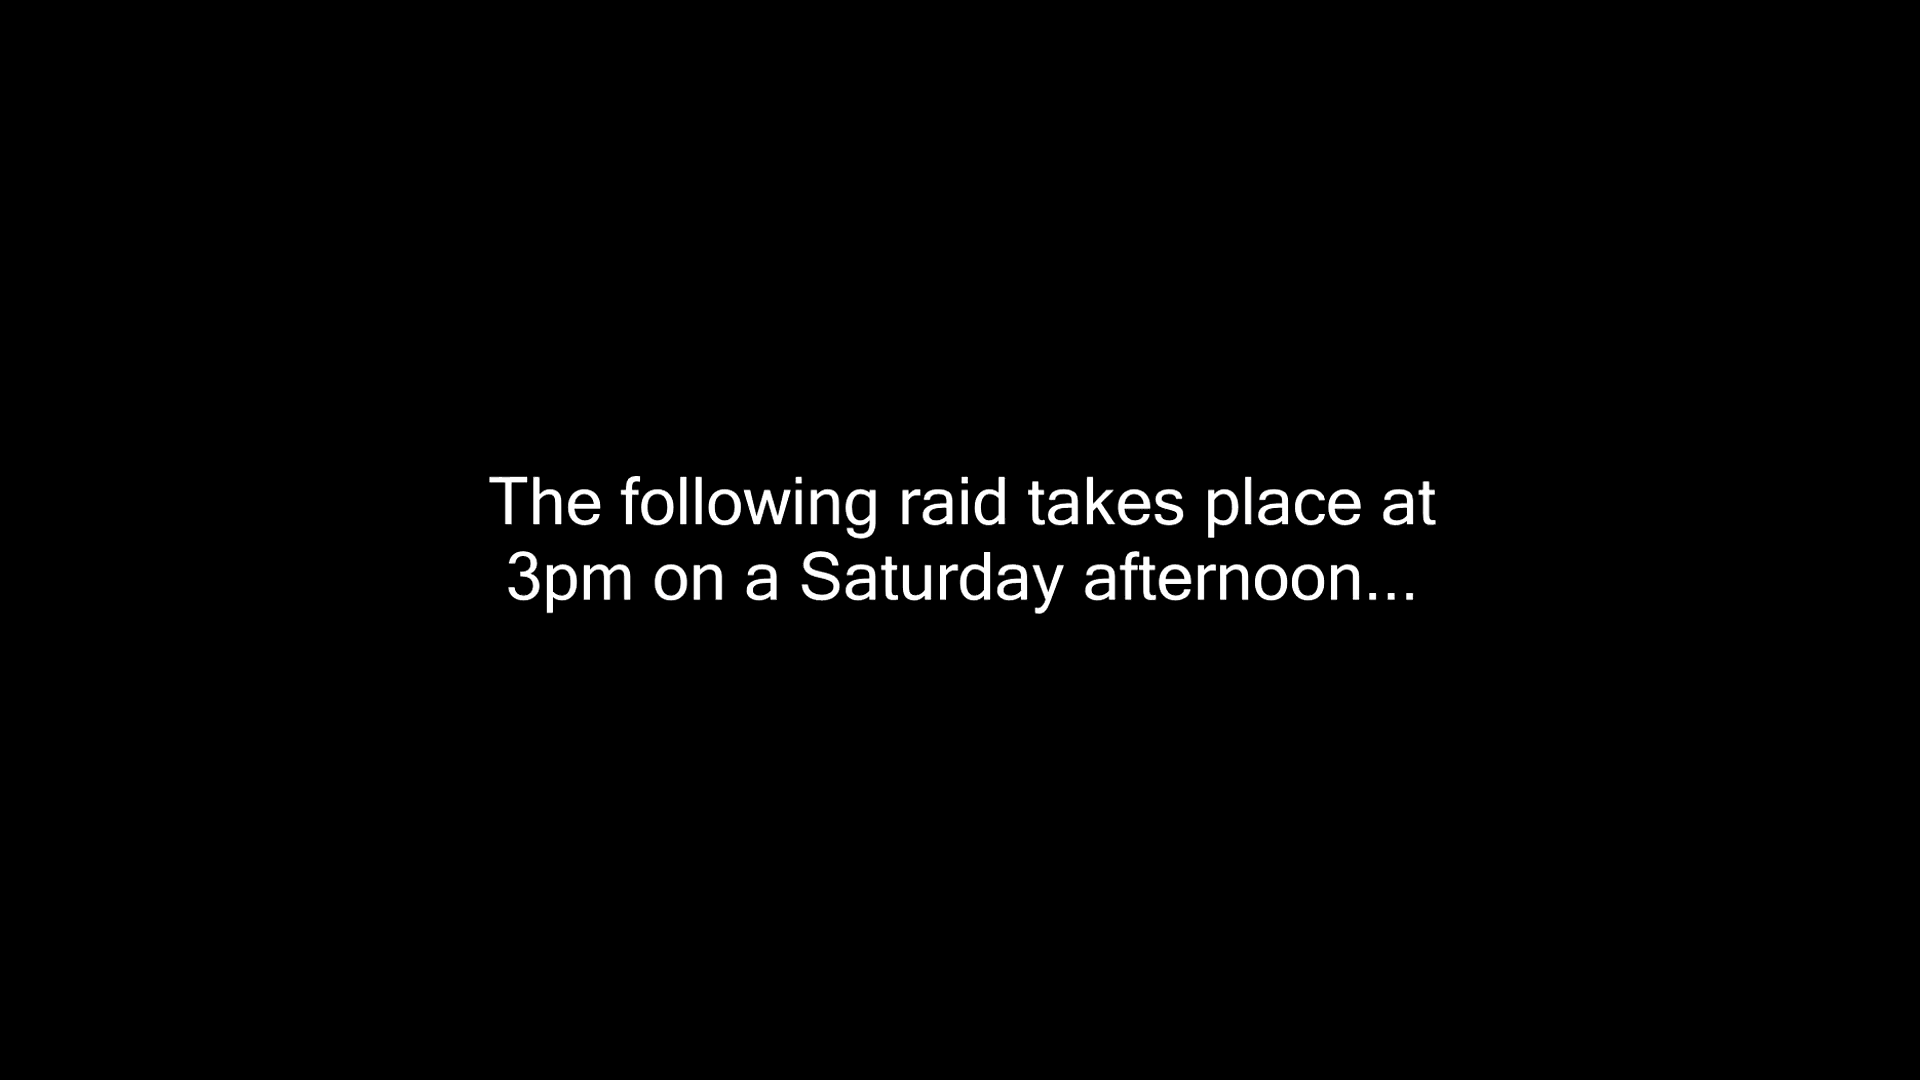 The following raid takes place at
3pm on a Saturday afternoon...